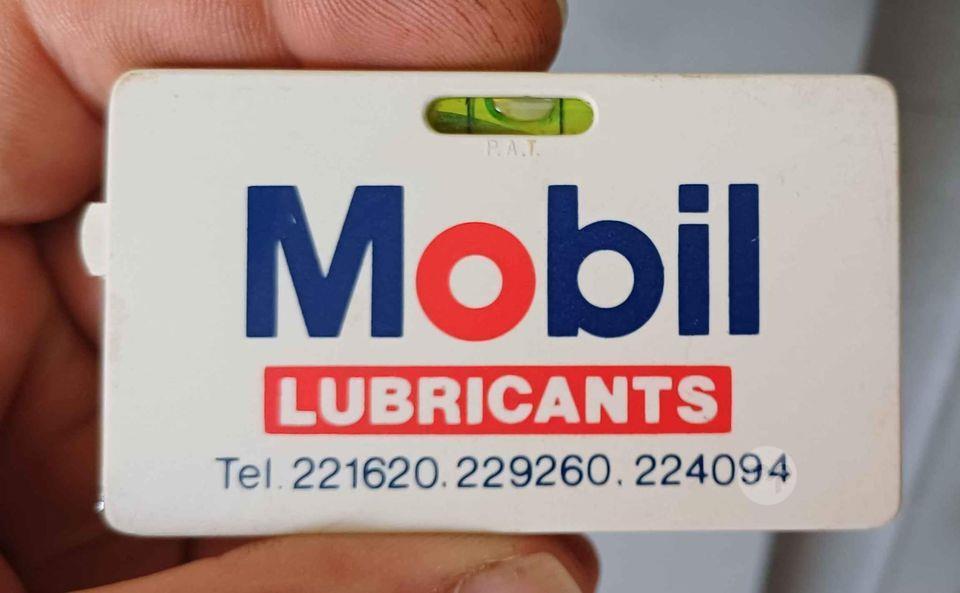 P.A.T.
Mobil
LUBRICANTS
Tel. 221620. 229260. 224094